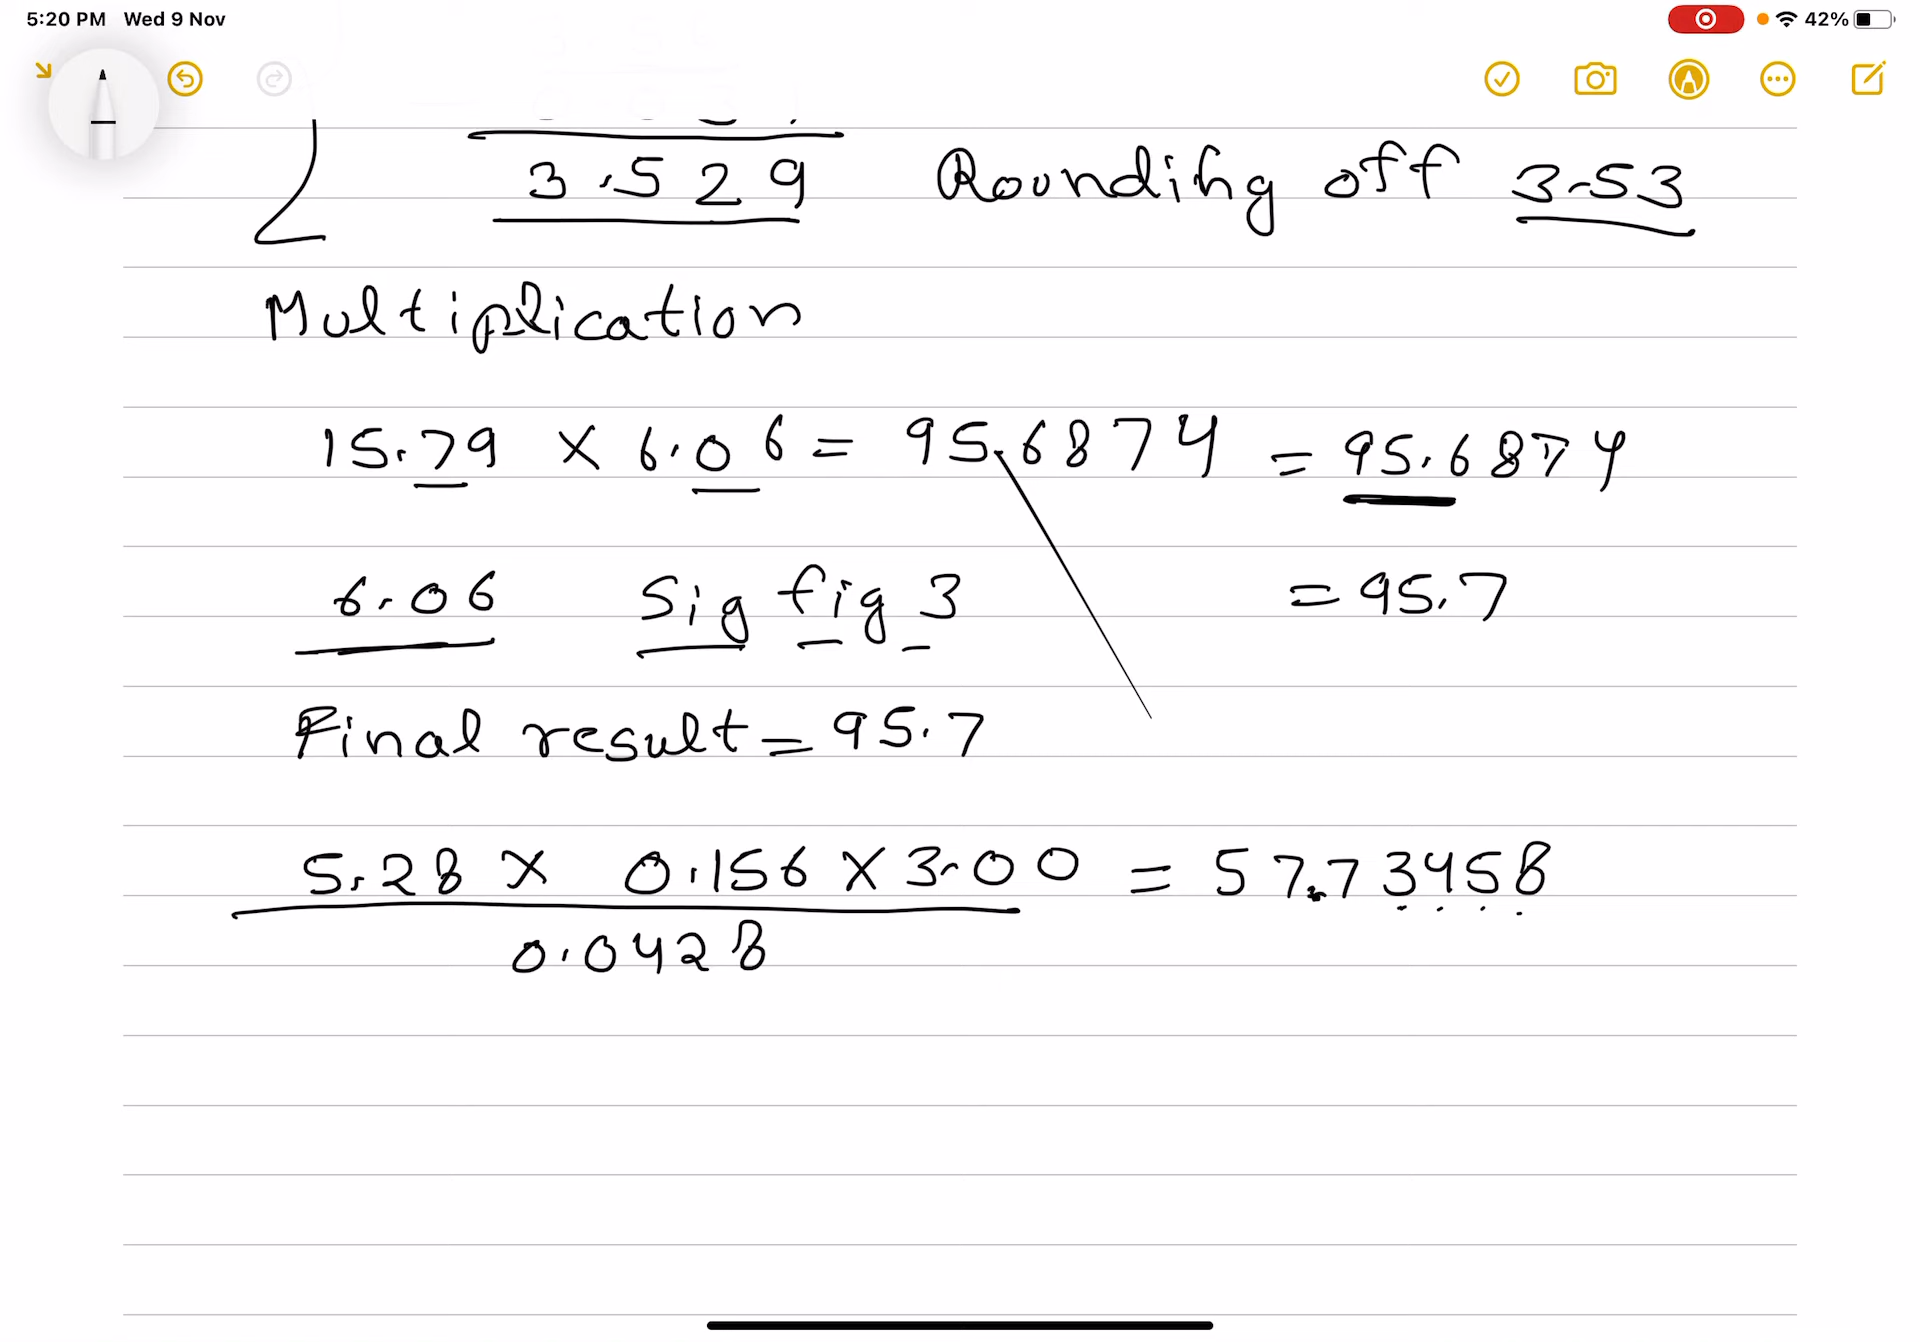 5:20 PM Wed 9 Nov 42%
3.529 Rounding off 3.53
Multiplication
15.79 × 6.06 = 95.6874 = 95.6874
6.06 Sig fig 3 = 95.7
Final result = 95.7
5.28 × 0.156 × 3.00 = 57.73458
0.0428